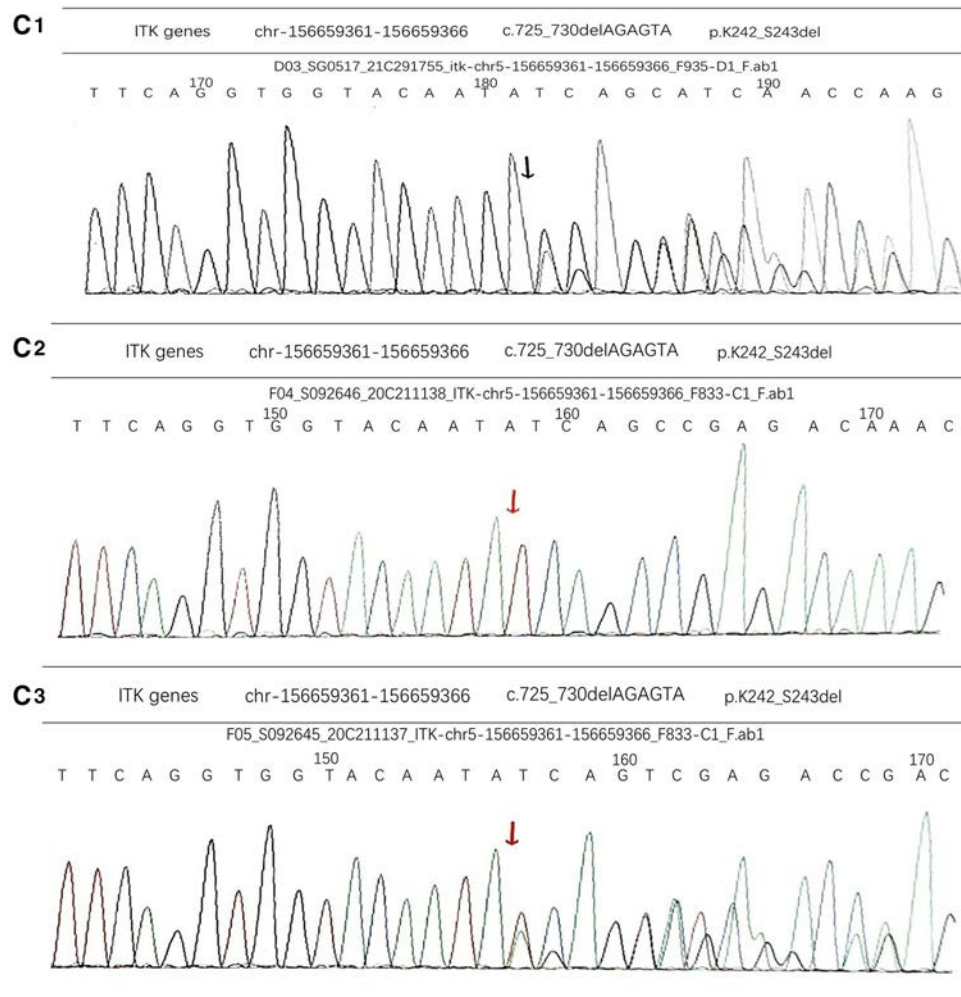 C1 ITK genes chr-156659361-156659366 c.725_730delAGAGTA p.K242_S243del
D03_SG0517_21C291755_itk-chr5-156659361-156659366_F935-D1_F.ab1
170 180 190
T T C A G G T G G T A C A A T A T C A G C A T C A A C C A A G
C2 ITK genes chr-156659361-156659366 c.725_730delAGAGTA p.K242_S243del
F04_S092646_20C211138_ITK-chr5-156659361-156659366_F833-C1_F.ab1
150 160 170
T T C A G G T G G T A C A A T A T C A G C C G A G A C A A A C
C3 ITK genes chr-156659361-156659366 c.725_730delAGAGTA p.K242_S243del
F05_S092645_20C211137_ITK-chr5-156659361-156659366_F833-C1_F.ab1
150 160 170
T T C A G G T G G T A C A A T A T C A G T C G A G A C C G A C